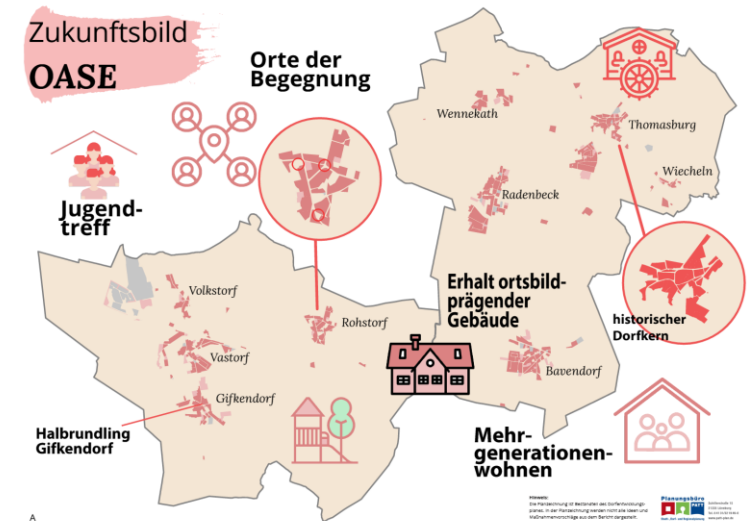 Zukunftsbild
OASE
Orte der
Begegnung
Jugend-
treff
Wennekath
Thomasburg
Wiecheln
Radenbeck
Volkstorf
Vastorf
Gifkendorf
Rohstorf
Erhalt ortsbild-
prägender
Gebäude
historischer
Dorfkern
Bavendorf
Halbrundling
Gifkendorf
Mehr-
generationen-
wohnen
Hinweis:
Planungsbüro
PATT
A